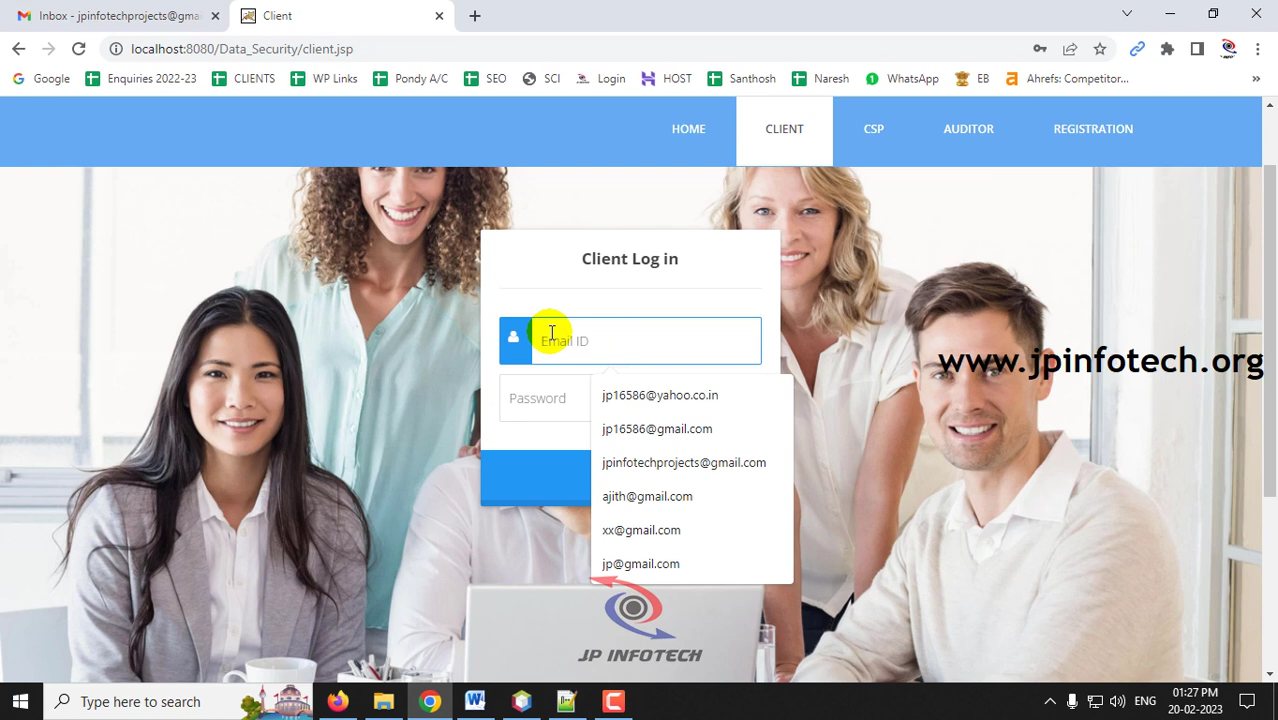 Inbox - jpinfotechprojects@gma
Client
localhost:8080/Data_Security/client.jsp
Google
Enquiries 2022-23
CLIENTS
WP Links
Pondy A/C
SEO
SCI
Login
HOST
Santhosh
Naresh
WhatsApp
EB
Ahrefs: Competitor...
HOME
CLIENT
CSP
AUDITOR
REGISTRATION
Client Log in
Email ID
www.jpinfotech.org
Password
jp16586@yahoo.co.in
jp16586@gmail.com
jpinfotechprojects@gmail.com
ajith@gmail.com
xx@gmail.com
jp@gmail.com
JP INFOTECH
Type here to search
ENG
01:27 PM
20-02-2023